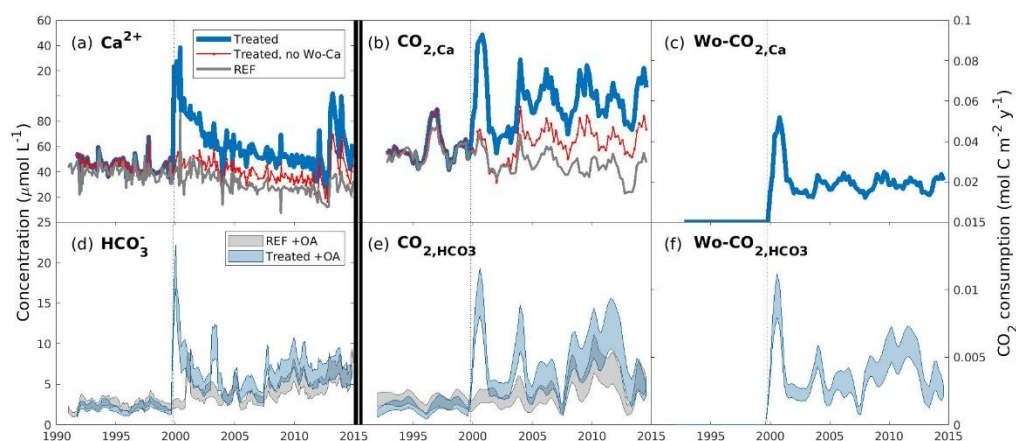 60
40
20
00
80
60
40
20
25
20
15
10
5
0
Concentration (μmol L⁻¹)
(a) Ca²⁺
Treated
Treated, no Wo-Ca
REF
(b) CO₂,Ca
(c) Wo-CO₂,Ca
0.1
0.08
0.06
0.04
0.02
0.015
0.01
0.005
0
CO₂ consumption (mol C m⁻² y⁻¹)
(d) HCO₃⁻
REF +OA
Treated +OA
(e) CO₂,HCO3
(f) Wo-CO₂,HCO3
1990 1995 2000 2005 2010 2015 1995 2000 2005 2010 2015 1995 2000 2005 2010 2015